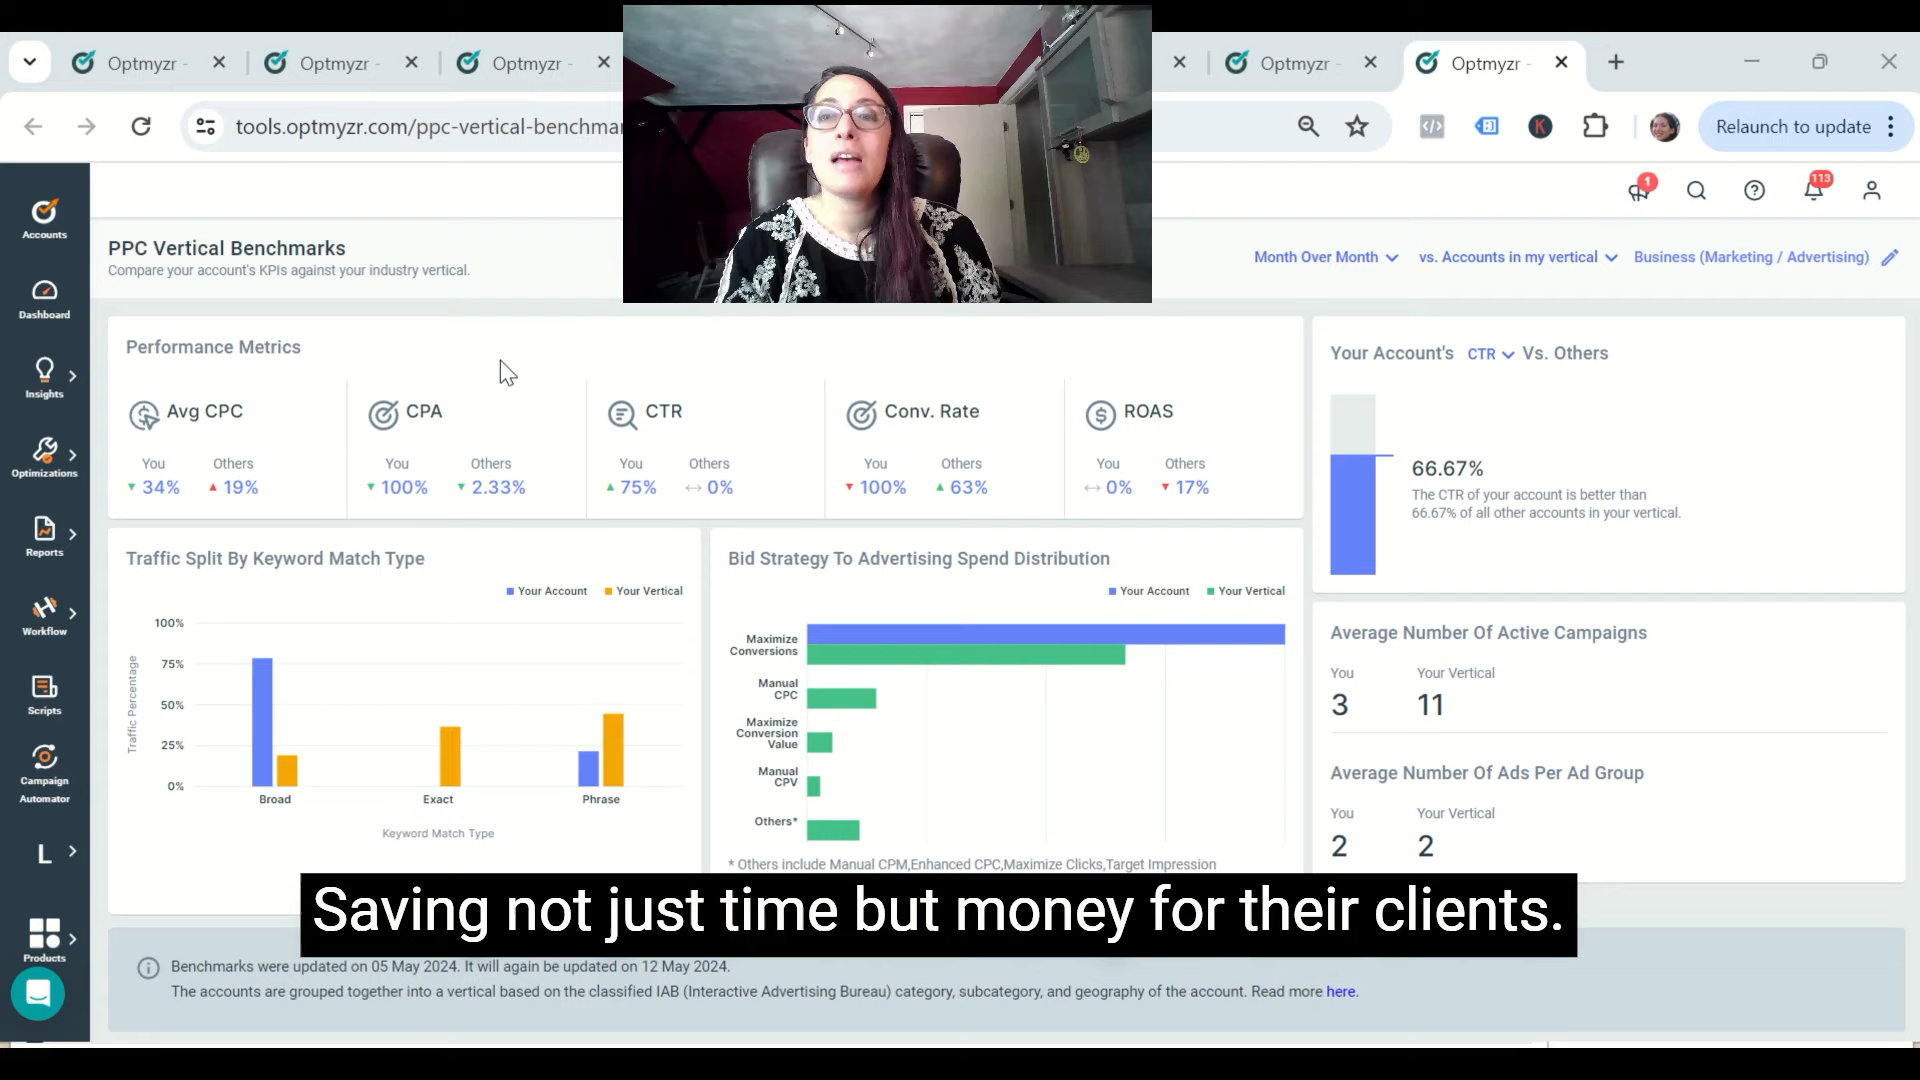 Optmyzr -
Optmyzr -
Optmyzr -
Optmyzr -
Optmyzr -
tools.optmyzr.com/ppc-vertical-benchmar
K
Relaunch to update
1
113
Accounts
Dashboard
Insights
Optimizations
Reports
Workflow
Scripts
Campaign
Automator
L
Products
PPC Vertical Benchmarks
Compare your account's KPIs against your industry vertical.
Month Over Month
vs. Accounts in my vertical
Business (Marketing / Advertising)
Performance Metrics
Avg CPC
You Others
34% 19%
CPA
You Others
100% 2.33%
CTR
You Others
75% 0%
Conv. Rate
You Others
100% 63%
ROAS
You Others
0% 17%
Your Account's CTR Vs. Others
66.67%
The CTR of your account is better than
66.67% of all other accounts in your vertical.
Traffic Split By Keyword Match Type
Your Account Your Vertical
Traffic Percentage
100%
75%
50%
25%
0%
Broad Exact Phrase
Keyword Match Type
Bid Strategy To Advertising Spend Distribution
Your Account Your Vertical
Maximize
Conversions
Manual
CPC
Maximize
Conversion
Value
Manual
CPV
Others*
* Others include Manual CPM,Enhanced CPC,Maximize Clicks,Target Impression
Average Number Of Active Campaigns
You Your Vertical
3 11
Average Number Of Ads Per Ad Group
You Your Vertical
2 2
Saving not just time but money for their clients.
Benchmarks were updated on 05 May 2024. It will again be updated on 12 May 2024.
The accounts are grouped together into a vertical based on the classified IAB (Interactive Advertising Bureau) category, subcategory, and geography of the account. Read more here.